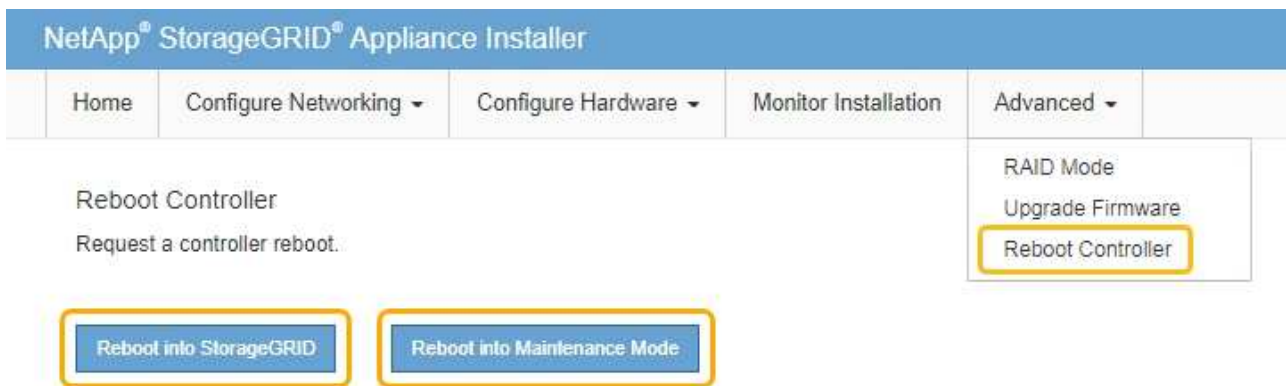 NetApp® StorageGRID® Appliance Installer
Home Configure Networking Configure Hardware Monitor Installation Advanced
RAID Mode
Upgrade Firmware
Reboot Controller
Reboot Controller
Request a controller reboot.
Reboot into StorageGRID Reboot into Maintenance Mode